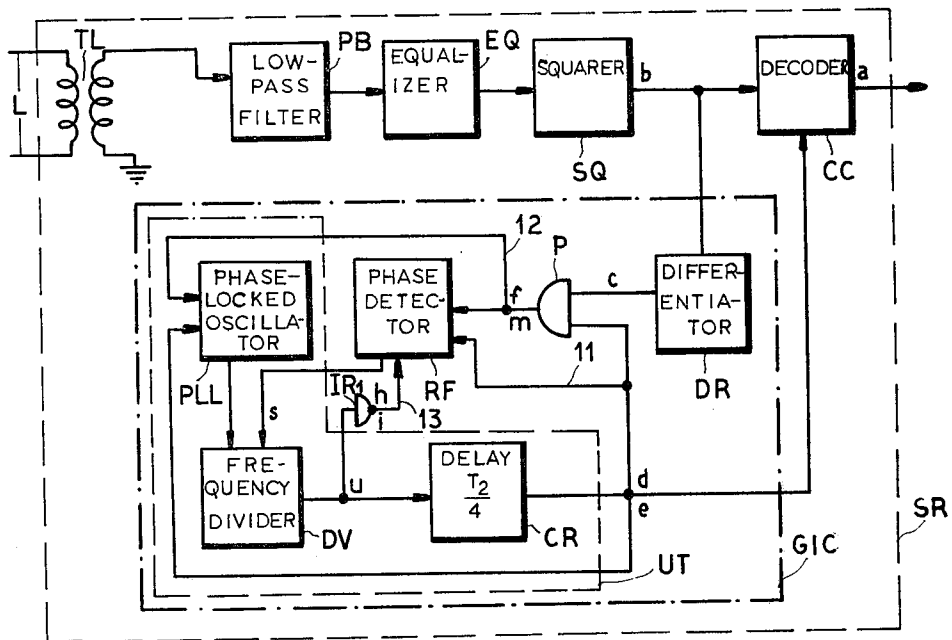 TL
L
LOW-
PASS
FILTER
PB
EQUAL-
IZER
EQ
SQUARER
SQ
b
DECODER
a
CC
12
P
PHASE-
LOCKED
OSCILLA-
TOR
PLL
PHASE
DETEC-
TOR
RF
f
m
c
DIFFER-
ENTIA-
TOR
DR
11
s
IR1
h
i
13
FRE-
QUENCY
DIVIDER
DV
u
DELAY
T2
4
CR
d
e
UT
GIC
SR